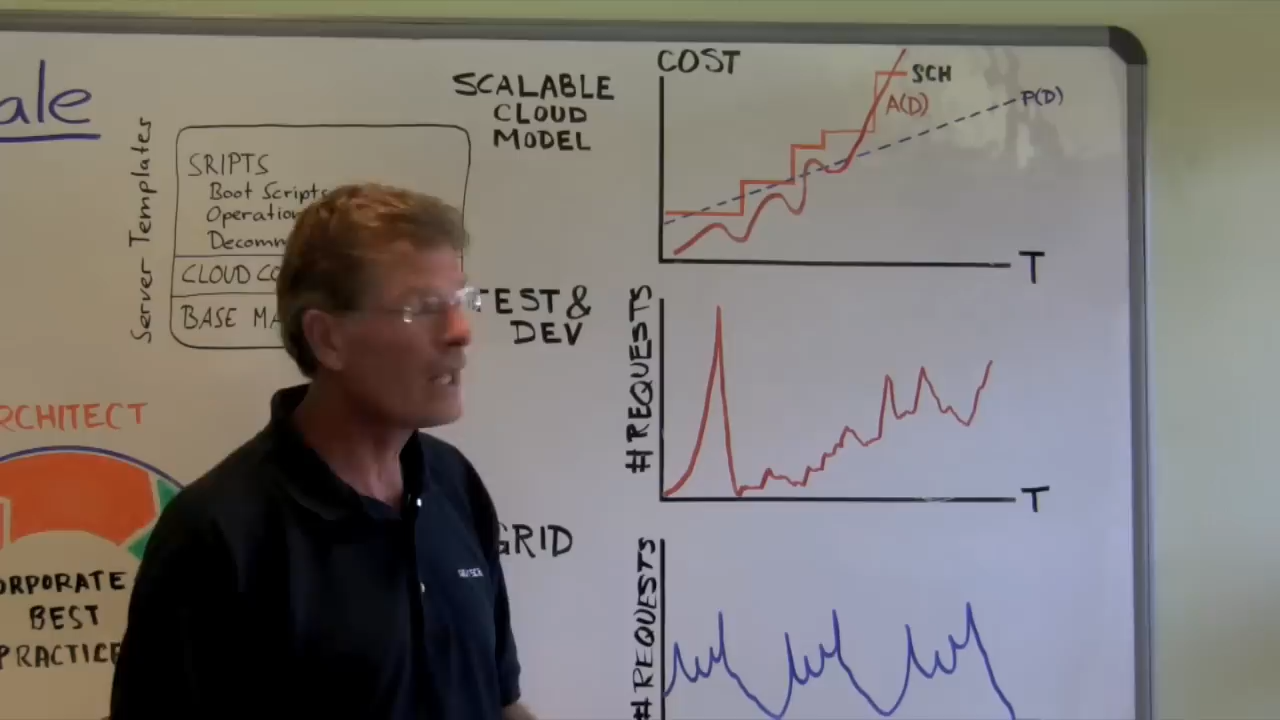 ale
Server Templates
SRIPTS
Boot Scripts
Operation
Decomm
CLOUD CO
BASE MA
RCHITECT
ORPORATE
BEST
PRACTICE
SCALABLE
CLOUD
MODEL
COST
SCH
A(D)
P(D)
T
TEST &
DEV
# REQUESTS
T
GRID
# REQUESTS